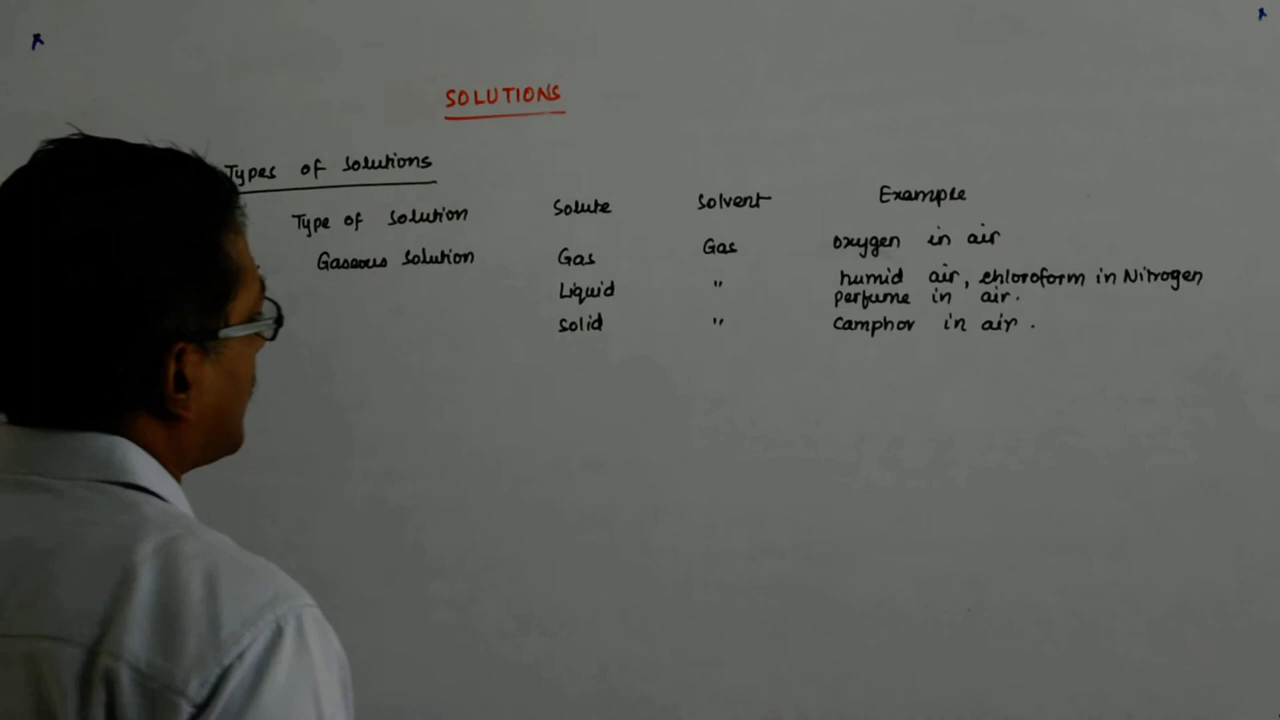 SOLUTIONS
Types of solutions
Type of solution Solute Solvent Example
Gaseous solution Gas Gas oxygen in air
Liquid " humid air, chloroform in Nitrogen
perfume in air.
Solid " camphor in air.